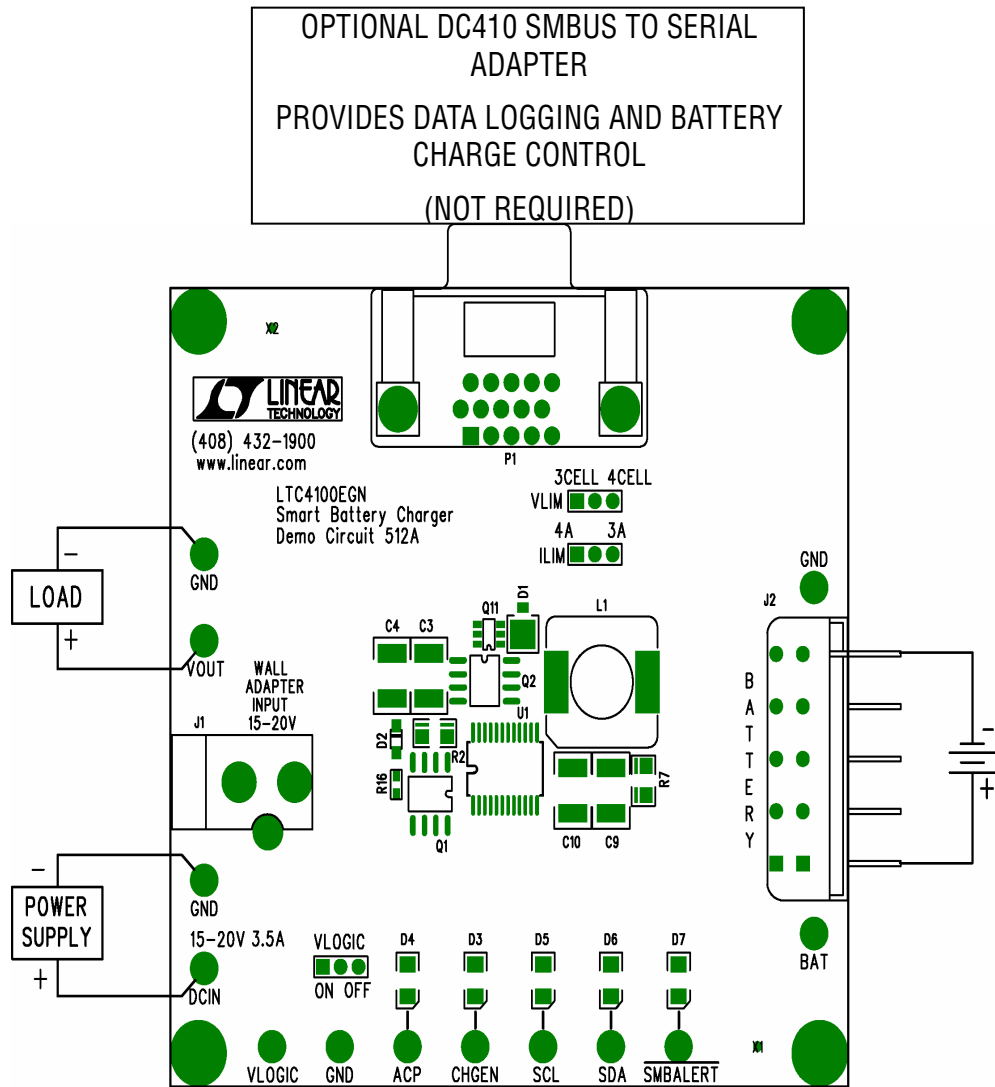 OPTIONAL DC410 SMBUS TO SERIAL
ADAPTER
PROVIDES DATA LOGGING AND BATTERY
CHARGE CONTROL
(NOT REQUIRED)
X2
LINEAR
TECHNOLOGY
(408) 432-1900
www.linear.com
P1
LTC4100EGN
Smart Battery Charger
Demo Circuit 512A
3CELL 4CELL
VLIM
4A 3A
ILIM
-
LOAD
+
GND
VOUT
WALL
ADAPTER
INPUT
15-20V
J1
C4 C3
Q11
D1
L1
Q2
U1
D2
R2
R16
Q1
C10 C9
R7
GND
J2
BATTERY
-
+
BAT
-
POWER
SUPPLY
+
GND
15-20V 3.5A
DCIN
VLOGIC
ON OFF
D4 D3 D5 D6 D7
VLOGIC GND ACP CHGEN SCL SDA SMBALERT
X1